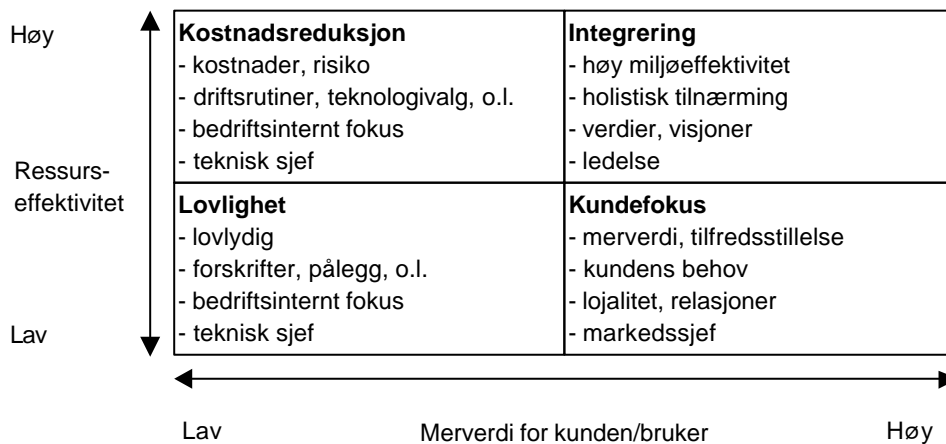 Høy
Kostnadsreduksjon
- kostnader, risiko
- driftsrutiner, teknologivalg, o.l.
- bedriftsinternt fokus
- teknisk sjef
Integrering
- høy miljøeffektivitet
- holistisk tilnærming
- verdier, visjoner
- ledelse
Ressurs-
effektivitet
Lovlighet
- lovlydig
- forskrifter, pålegg, o.l.
- bedriftsinternt fokus
- teknisk sjef
Kundefokus
- merverdi, tilfredsstillelse
- kundens behov
- lojalitet, relasjoner
- markedssjef
Lav
Lav
Merverdi for kunden/bruker
Høy